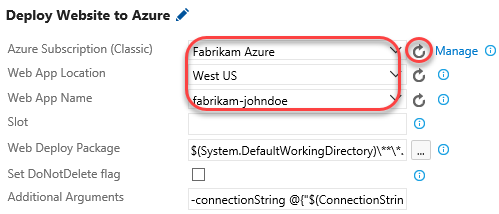 Deploy Website to Azure
Azure Subscription (Classic) Fabrikam Azure Manage
Web App Location West US
Web App Name fabrikam-johndoe
Slot
Web Deploy Package $(System.DefaultWorkingDirectory)\**\*. ...
Set DoNotDelete flag
Additional Arguments -connectionString @{"$(ConnectionStrin